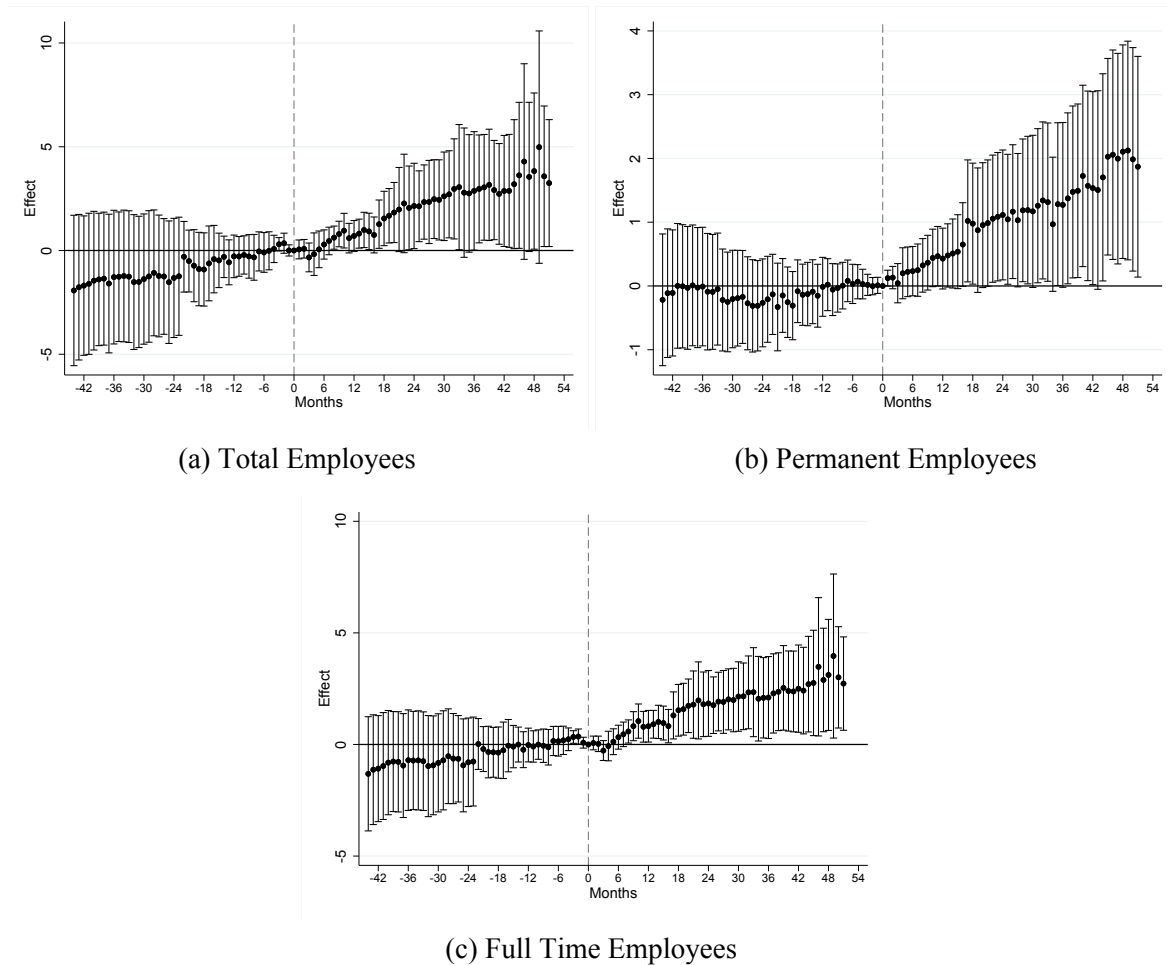 10
5
0
-5
Effect
-42 -36 -30 -24 -18 -12 -6 0 6 12 18 24 30 36 42 48 54
Months
(a) Total Employees
4
3
2
1
0
-1
Effect
-42 -36 -30 -24 -18 -12 -6 0 6 12 18 24 30 36 42 48 54
Months
(b) Permanent Employees
10
5
0
-5
Effect
-42 -36 -30 -24 -18 -12 -6 0 6 12 18 24 30 36 42 48 54
Months
(c) Full Time Employees